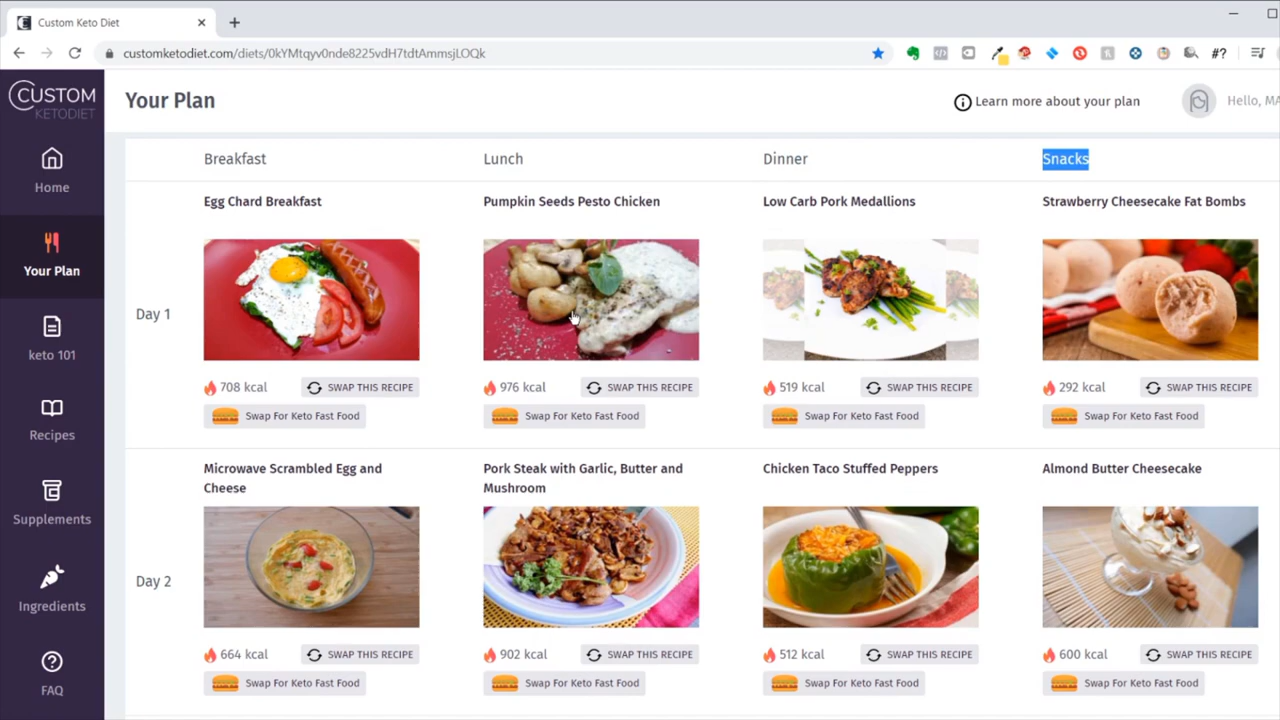 Custom Keto Diet
customketodiet.com/diets/0kYMtqyv0nde8225vdH7tdtAmmsjLOQk
#?
CUSTOM
KETODIET
Your Plan
Learn more about your plan
Hello, MA
Home
Your Plan
keto 101
Recipes
Supplements
Ingredients
FAQ
Breakfast Lunch Dinner Snacks
Day 1
Egg Chard Breakfast
708 kcal SWAP THIS RECIPE
Swap For Keto Fast Food
Pumpkin Seeds Pesto Chicken
976 kcal SWAP THIS RECIPE
Swap For Keto Fast Food
Low Carb Pork Medallions
519 kcal SWAP THIS RECIPE
Swap For Keto Fast Food
Strawberry Cheesecake Fat Bombs
292 kcal SWAP THIS RECIPE
Swap For Keto Fast Food
Day 2
Microwave Scrambled Egg and
Cheese
664 kcal SWAP THIS RECIPE
Swap For Keto Fast Food
Pork Steak with Garlic, Butter and
Mushroom
902 kcal SWAP THIS RECIPE
Swap For Keto Fast Food
Chicken Taco Stuffed Peppers
512 kcal SWAP THIS RECIPE
Swap For Keto Fast Food
Almond Butter Cheesecake
600 kcal SWAP THIS RECIPE
Swap For Keto Fast Food